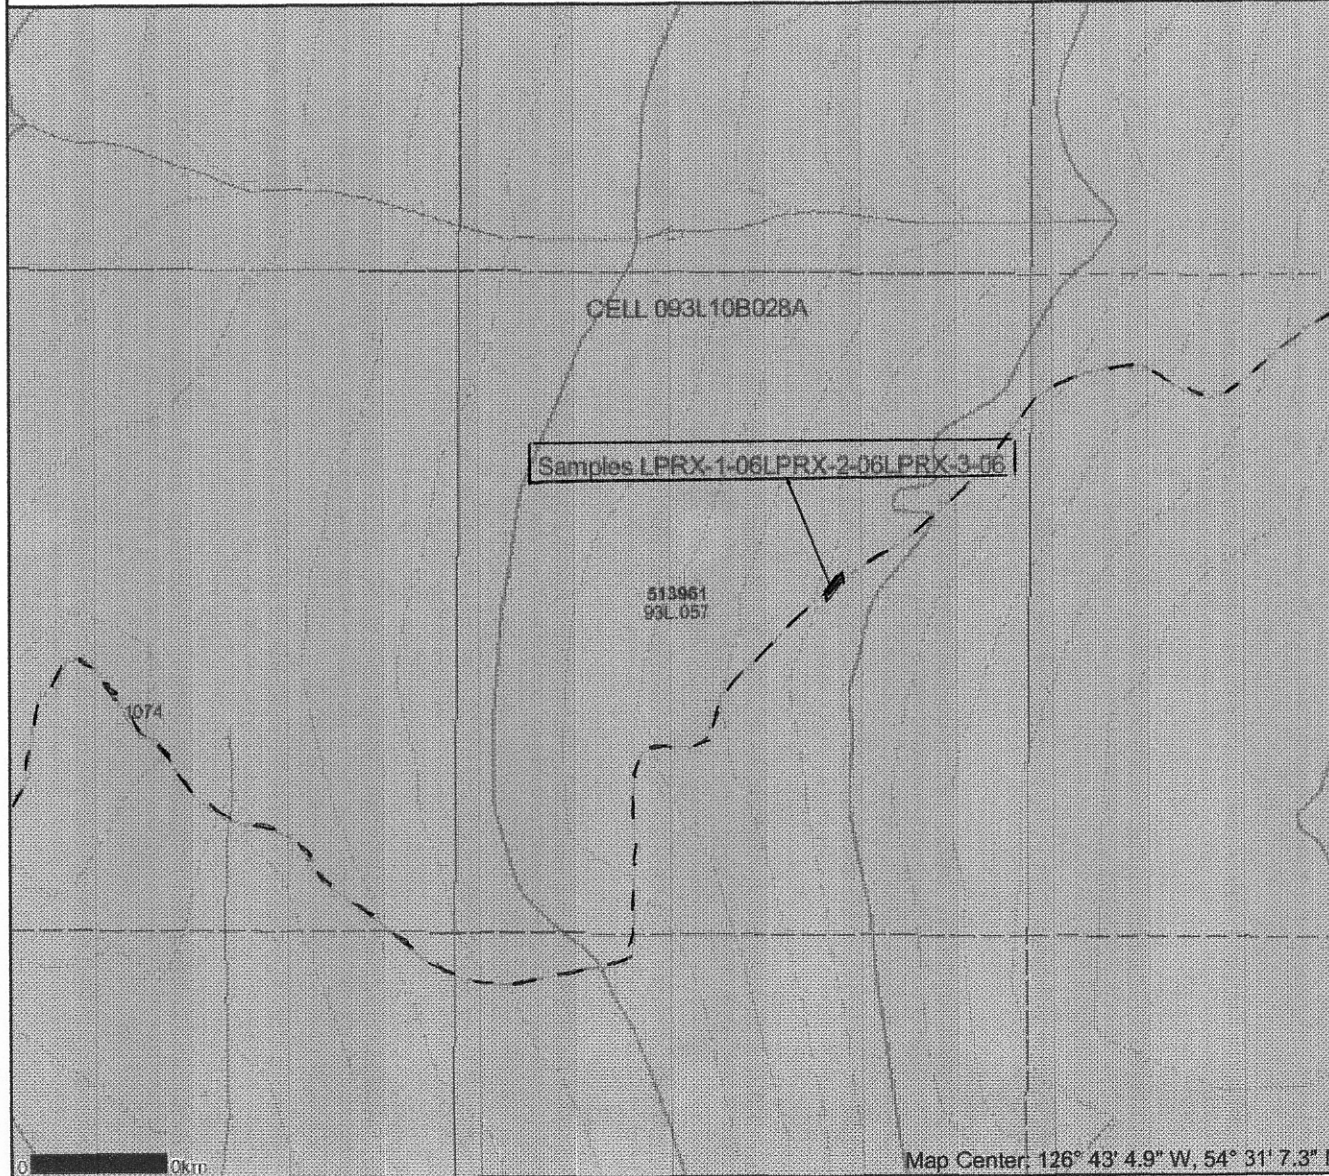 CELL 093L10B028A
Samples LPRX-1-06LPRX-2-06LPRX-3-06
513961
93L.057
1074
0 0km
Map Center: 126° 43' 4.9" W, 54° 31' 7.3"